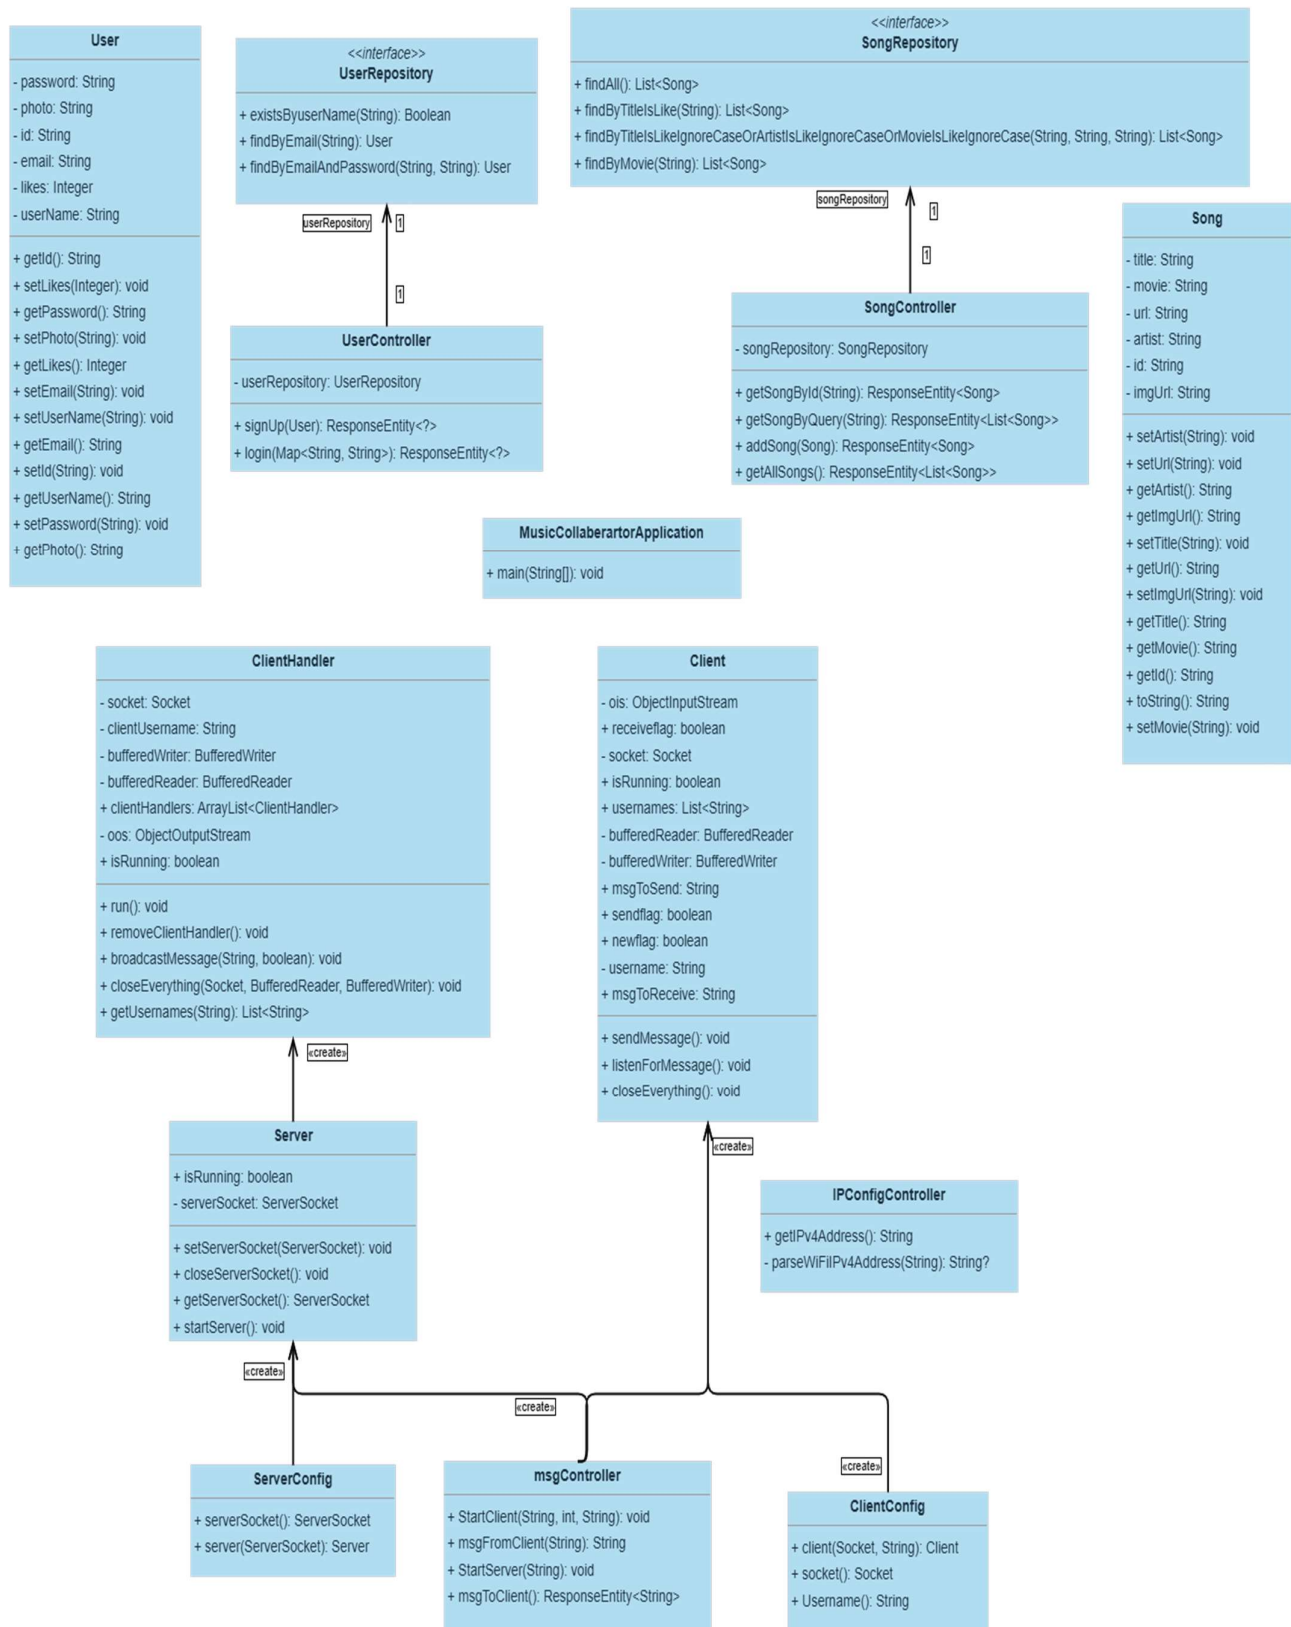 User
- password: String
- photo: String
- id: String
- email: String
- likes: Integer
- userName: String
+ getId(): String
+ setLikes(Integer): void
+ getPassword(): String
+ setPhoto(String): void
+ getLikes(): Integer
+ setEmail(String): void
+ setUserName(String): void
+ getEmail(): String
+ setId(String): void
+ getUserName(): String
+ setPassword(String): void
+ getPhoto(): String
<<interface>>
UserRepository
+ existsByuserName(String): Boolean
+ findByEmail(String): User
+ findByEmailAndPassword(String, String): User
userRepository
1
1
UserController
- userRepository: UserRepository
+ signUp(User): ResponseEntity<?>
+ login(Map<String, String>): ResponseEntity<?>
<<interface>>
SongRepository
+ findAll(): List<Song>
+ findByTitleIsLike(String): List<Song>
+ findByTitleIsLikeIgnoreCaseOrArtistIsLikeIgnoreCaseOrMovieIsLikeIgnoreCase(String, String, String): List<Song>
+ findByMovie(String): List<Song>
songRepository
1
1
SongController
- songRepository: SongRepository
+ getSongById(String): ResponseEntity<Song>
+ getSongByQuery(String): ResponseEntity<List<Song>>
+ addSong(Song): ResponseEntity<Song>
+ getAllSongs(): ResponseEntity<List<Song>>
Song
- title: String
- movie: String
- url: String
- artist: String
- id: String
- imgUrl: String
+ setArtist(String): void
+ setUrl(String): void
+ getArtist(): String
+ getImgUrl(): String
+ setTitle(String): void
+ getUrl(): String
+ setImgUrl(String): void
+ getTitle(): String
+ getMovie(): String
+ getId(): String
+ toString(): String
+ setMovie(String): void
MusicCollaberartorApplication
+ main(String[]): void
ClientHandler
- socket: Socket
- clientUsername: String
- bufferedWriter: BufferedWriter
- bufferedReader: BufferedReader
+ clientHandlers: ArrayList<ClientHandler>
- oos: ObjectOutputStream
+ isRunning: boolean
+ run(): void
+ removeClientHandler(): void
+ broadcastMessage(String, boolean): void
+ closeEverything(Socket, BufferedReader, BufferedWriter): void
+ getUsernames(String): List<String>
«create»
Client
- ois: ObjectInputStream
+ receiveflag: boolean
- socket: Socket
+ isRunning: boolean
+ usernames: List<String>
- bufferedReader: BufferedReader
- bufferedWriter: BufferedWriter
+ msgToSend: String
+ sendflag: boolean
+ newflag: boolean
- username: String
+ msgToReceive: String
+ sendMessage(): void
+ listenForMessage(): void
+ closeEverything(): void
«create»
Server
+ isRunning: boolean
- serverSocket: ServerSocket
+ setServerSocket(ServerSocket): void
+ closeServerSocket(): void
+ getServerSocket(): ServerSocket
+ startServer(): void
IPConfigController
+ getIPv4Address(): String
- parseWiFiIPv4Address(String): String?
«create»
«create»
«create»
ServerConfig
+ serverSocket(): ServerSocket
+ server(ServerSocket): Server
msgController
+ StartClient(String, int, String): void
+ msgFromClient(String): String
+ StartServer(String): void
+ msgToClient(): ResponseEntity<String>
ClientConfig
+ client(Socket, String): Client
+ socket(): Socket
+ Username(): String